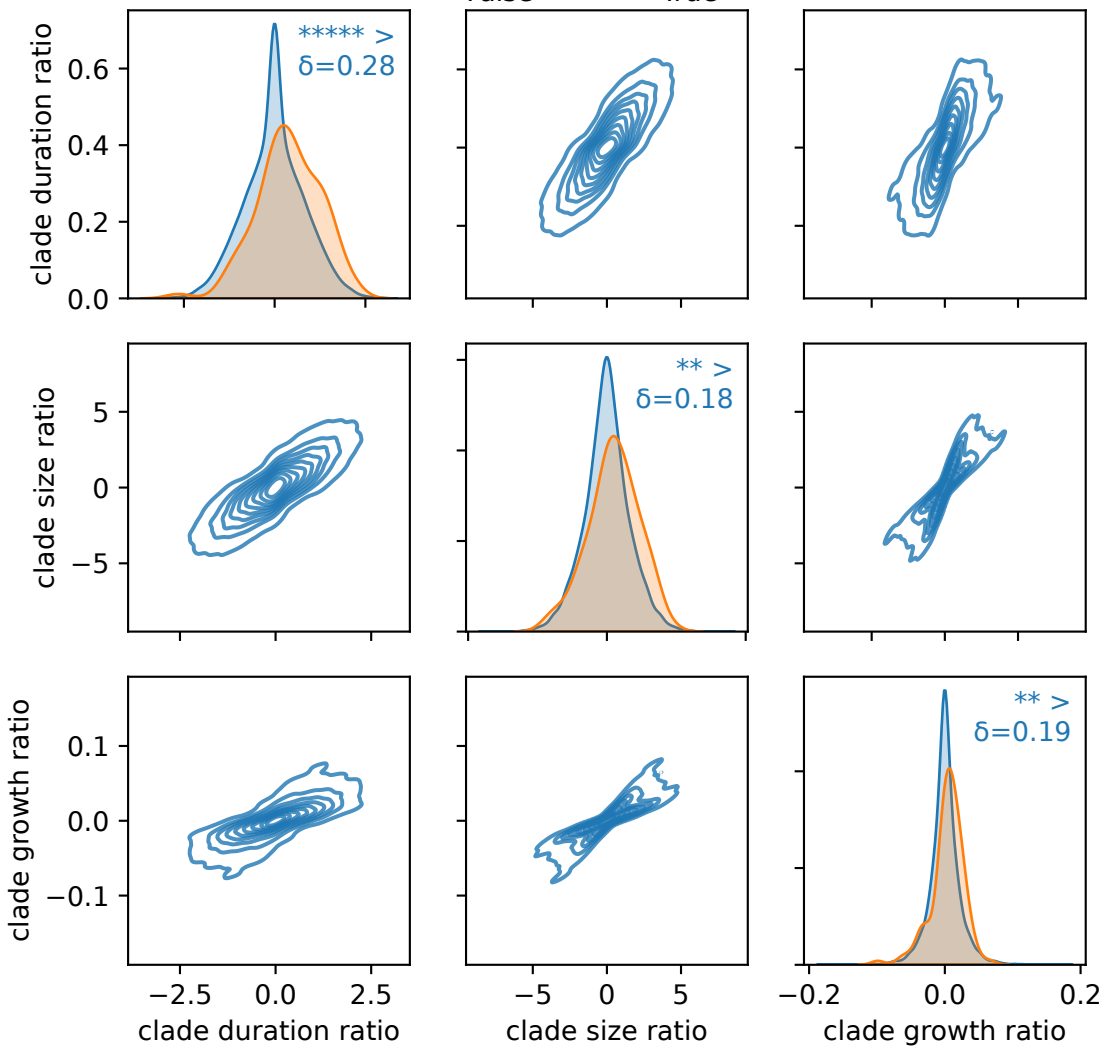 clade duration ratio
0.6
0.4
0.2
0.0
***** >
δ=0.28
clade size ratio
5
0
−5
** >
δ=0.18
clade growth ratio
0.1
0.0
−0.1
** >
δ=0.19
−2.5 0.0 2.5
−5 0 5
−0.2 0.0 0.2
clade duration ratio
clade size ratio
clade growth ratio